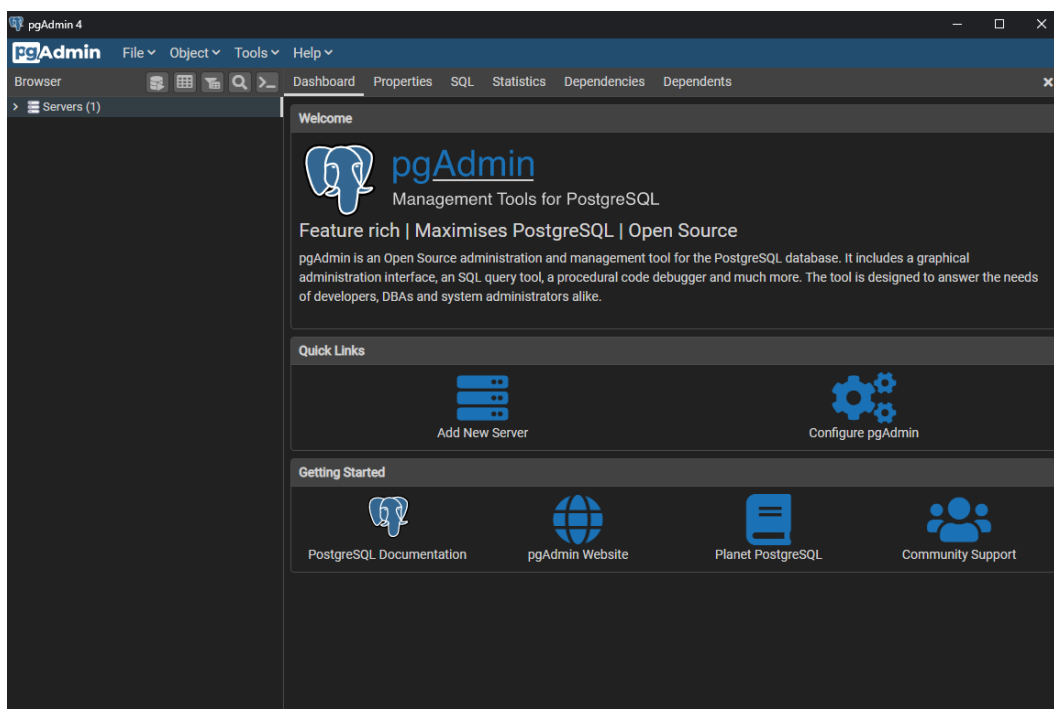 pgAdmin 4
pgAdmin File Object Tools Help
Browser Dashboard Properties SQL Statistics Dependencies Dependents
Servers (1)
Welcome
pgAdmin
Management Tools for PostgreSQL
Feature rich | Maximises PostgreSQL | Open Source
pgAdmin is an Open Source administration and management tool for the PostgreSQL database. It includes a graphical
administration interface, an SQL query tool, a procedural code debugger and much more. The tool is designed to answer the needs
of developers, DBAs and system administrators alike.
Quick Links
Add New Server Configure pgAdmin
Getting Started
PostgreSQL Documentation pgAdmin Website Planet PostgreSQL Community Support